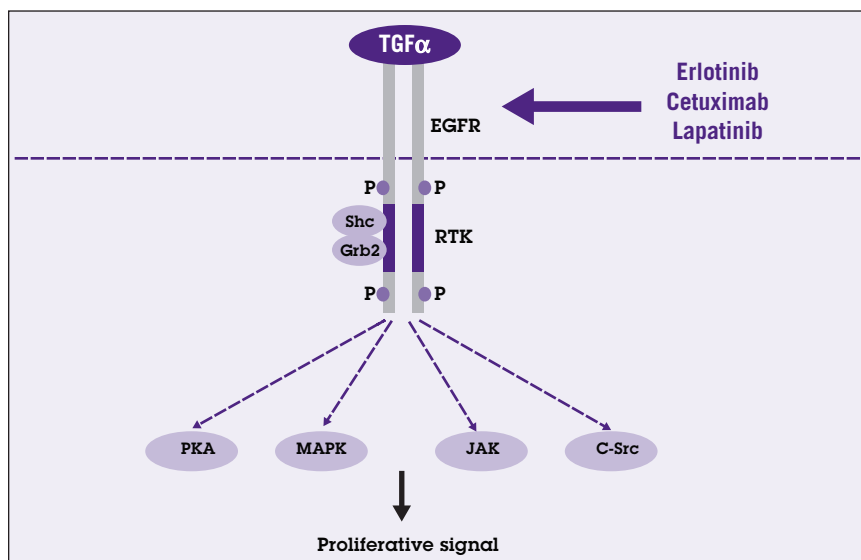 TGFα
Erlotinib
Cetuximab
Lapatinib
EGFR
P P
Shc
Grb2
RTK
P P
PKA MAPK JAK C-Src
Proliferative signal